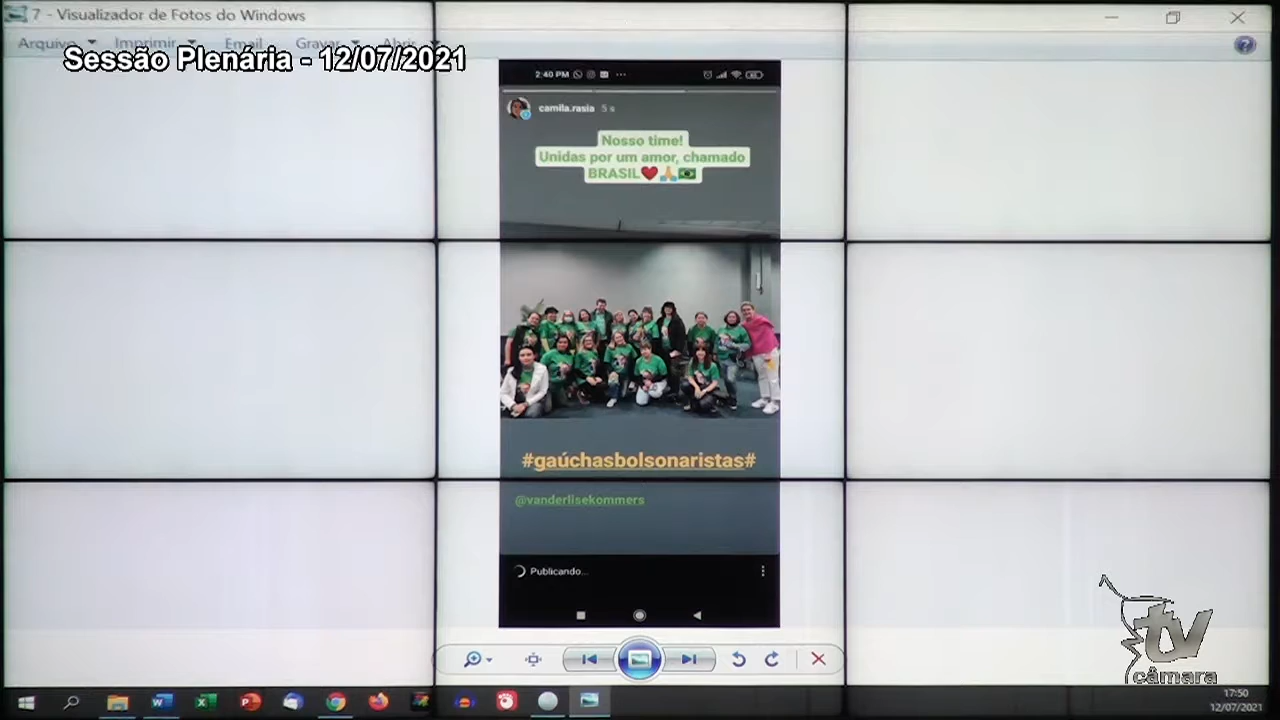 7 - Visualizador de Fotos do Windows
Arquivo Imprimir Email Gravar Abrir
Sessão Plenária - 12/07/2021
2:40 PM
camila.rasia 5 s
Nosso time!
Unidas por um amor, chamado
BRASIL❤️🙏🇧🇷
#gaúchasbolsonaristas#
@vanderlisekommers
Publicando...
tv
câmara
17:50
12/07/2021